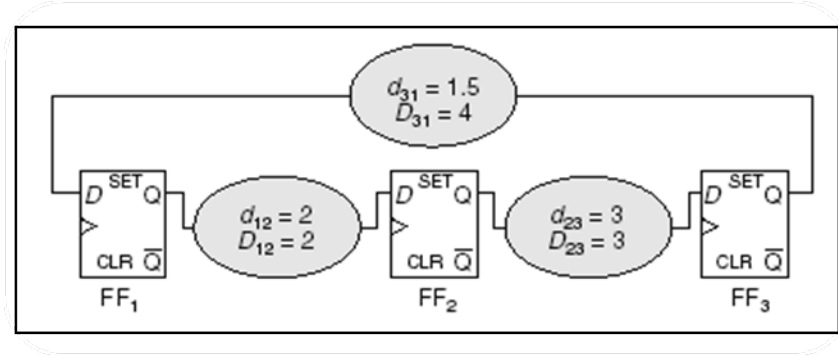 d₃₁ = 1.5
D₃₁ = 4
SET
D Q
CLR Q̅
FF₁
d₁₂ = 2
D₁₂ = 2
SET
D Q
CLR Q̅
FF₂
d₂₃ = 3
D₂₃ = 3
SET
D Q
CLR Q̅
FF₃